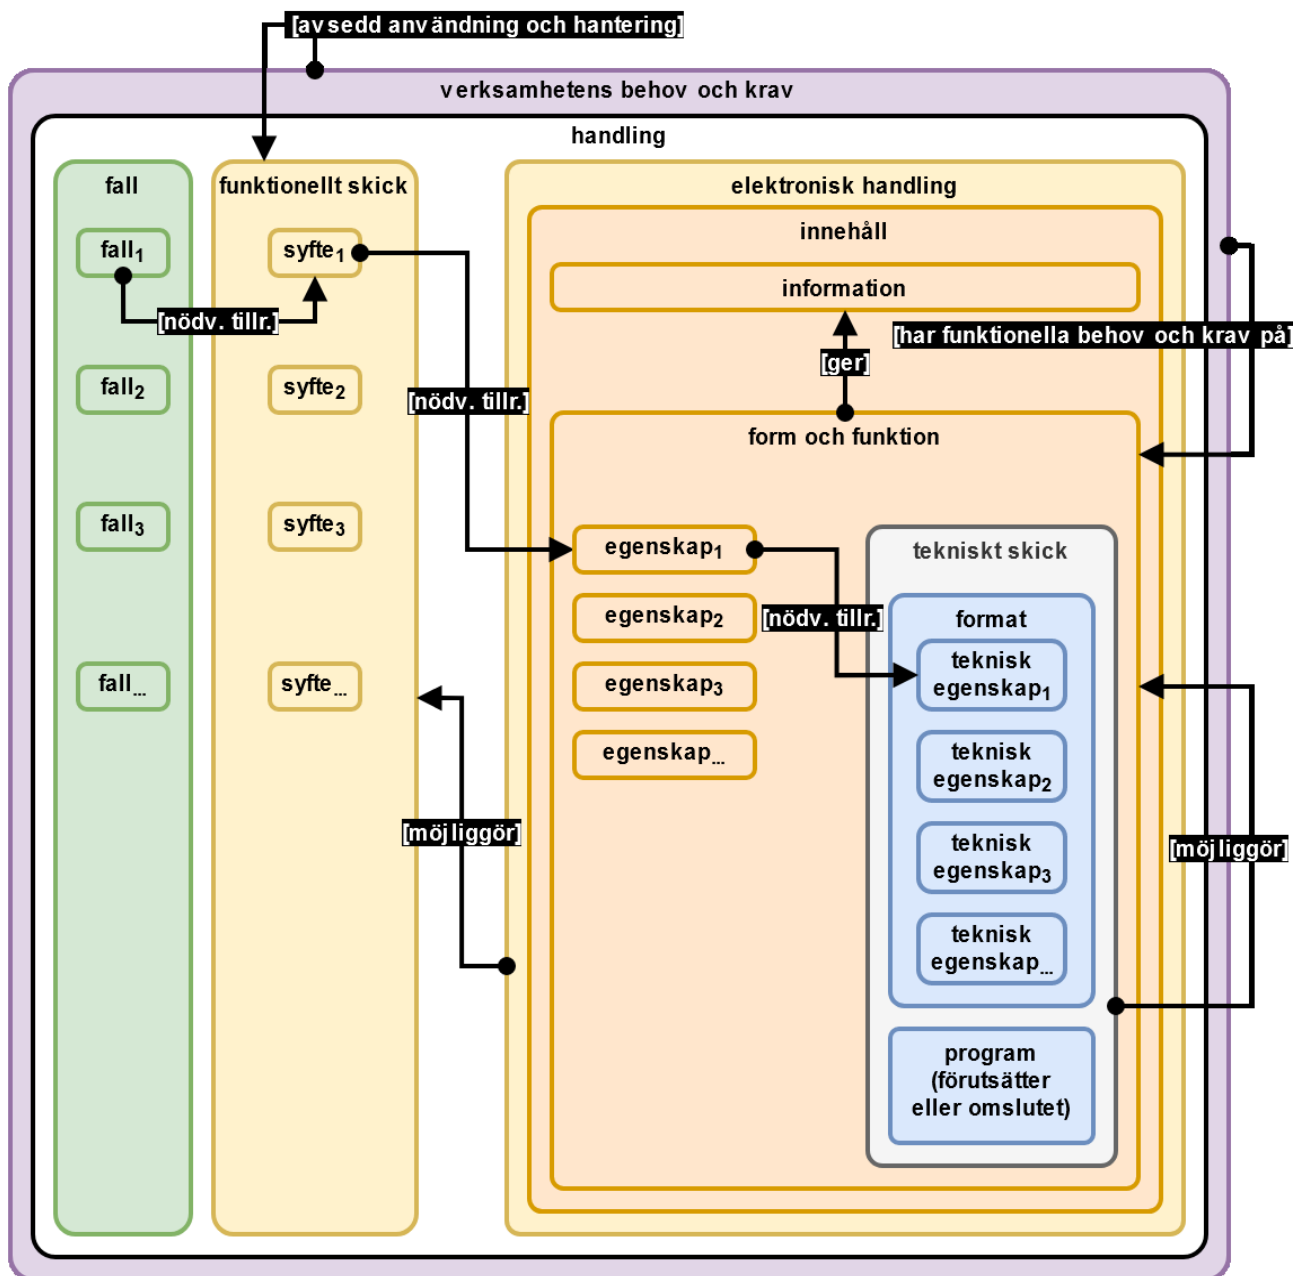 [avsedd användning och hantering]
verksamhetens behov och krav
handling
fall
funktionellt skick
elektronisk handling
innehåll
fall1
syfte1
information
[nödv. tillr.]
[har funktionella behov och krav på]
[ger]
fall2
syfte2
[nödv. tillr.]
form och funktion
fall3
syfte3
egenskap1
tekniskt skick
egenskap2
[nödv. tillr.]
format
fall...
syfte...
egenskap3
teknisk
egenskap1
egenskap...
teknisk
egenskap2
[möjliggör]
teknisk
egenskap3
[möjliggör]
teknisk
egenskap...
program
(förutsätter
eller omslutet)